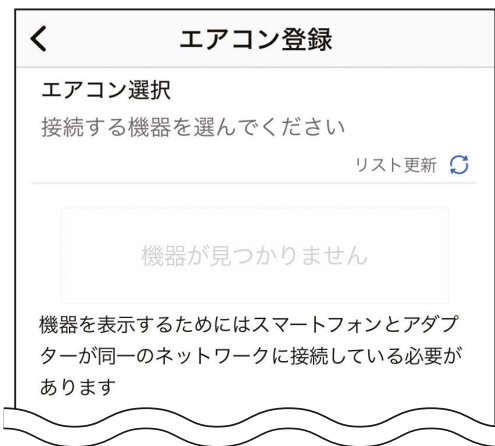 エアコン登録
エアコン選択
接続する機器を選んでください
リスト更新
機器が見つかりません
機器を表示するためにはスマートフォンとアダプ
ターが同一のネットワークに接続している必要が
あります